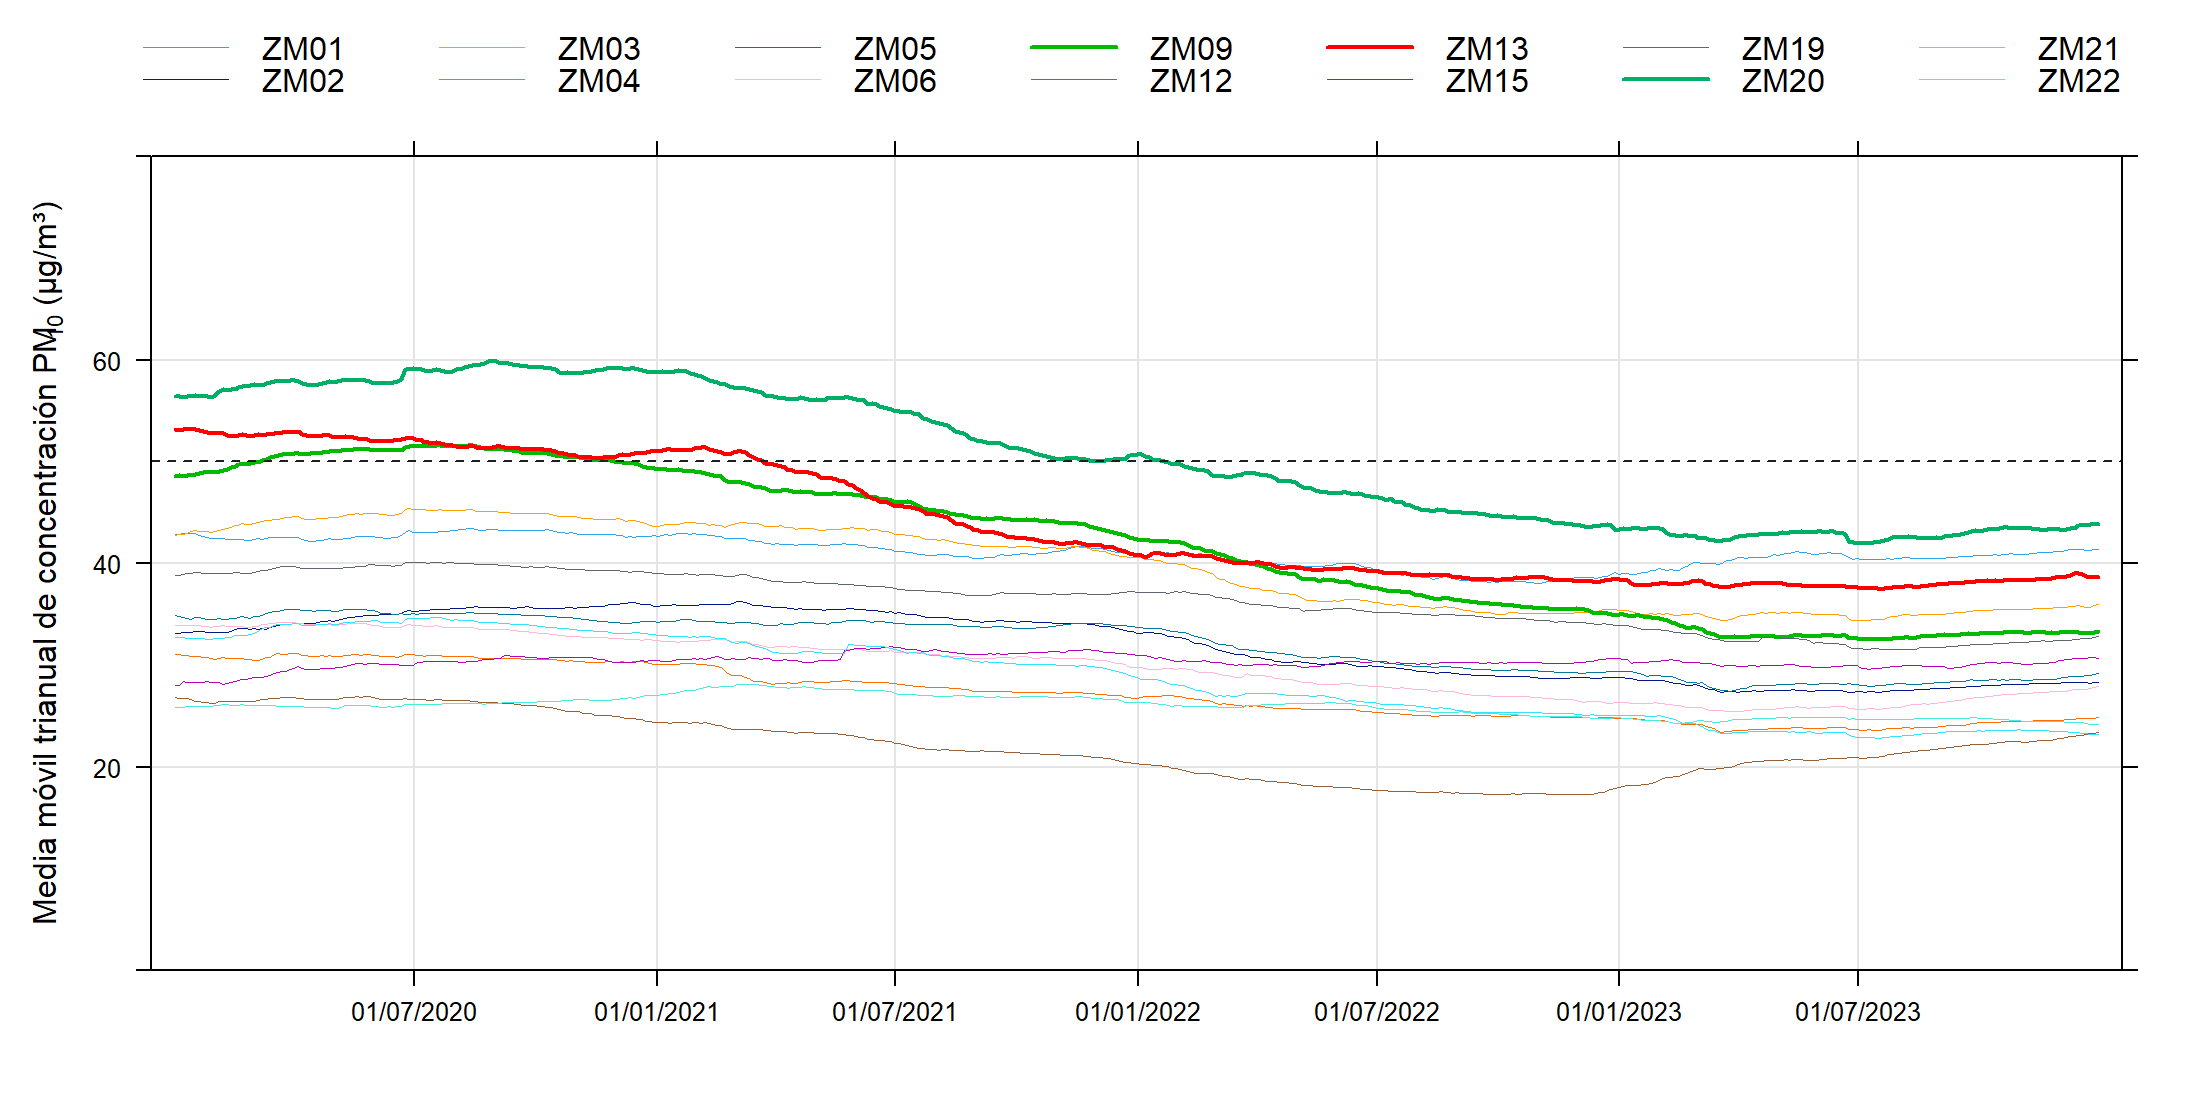 ZM01 ZM03 ZM05 ZM09 ZM13 ZM19 ZM21
ZM02 ZM04 ZM06 ZM12 ZM15 ZM20 ZM22
Media móvil trianual de concentración PM10 (µg/m³)
60
40
20
01/07/2020 01/01/2021 01/07/2021 01/01/2022 01/07/2022 01/01/2023 01/07/2023